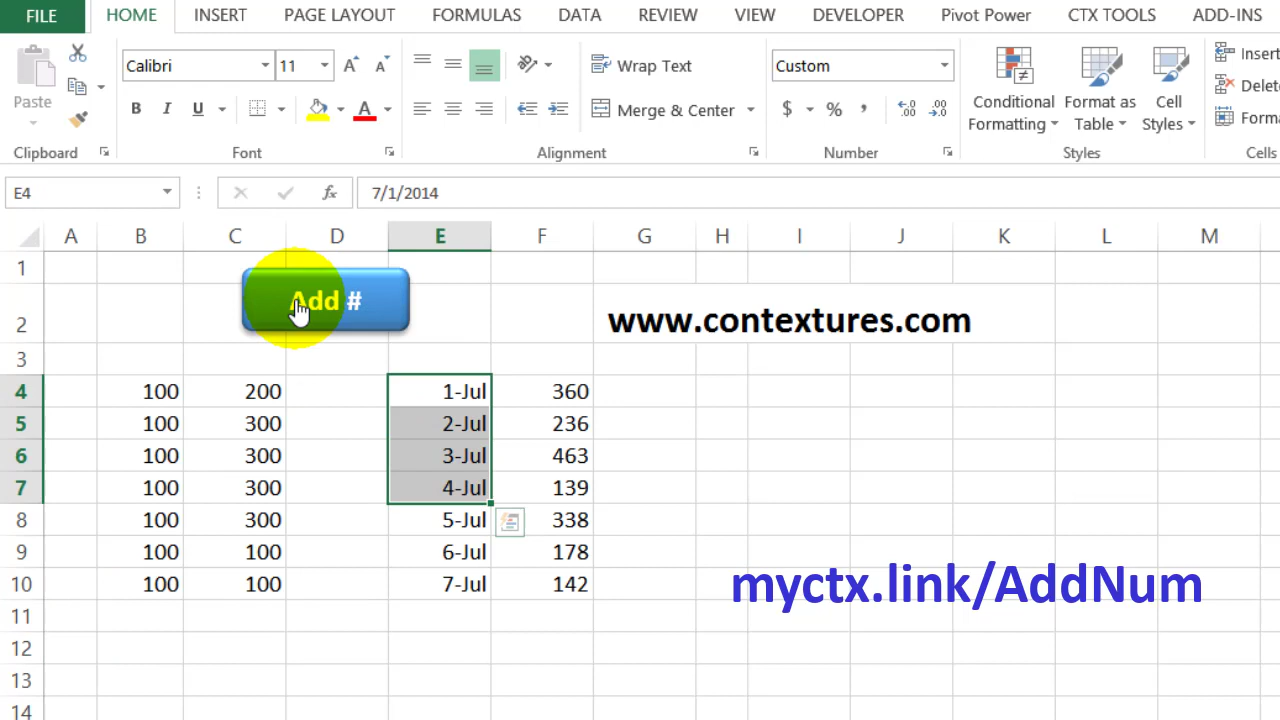 FILE HOME INSERT PAGE LAYOUT FORMULAS DATA REVIEW VIEW DEVELOPER Pivot Power CTX TOOLS ADD-INS
Calibri 11 Wrap Text Custom Insert
Paste Conditional Format as Cell Delete
B I U A Merge & Center $ % , .00 Formatting Table Styles Forma
Clipboard Font Alignment Number Styles Cells
E4 fx 7/1/2014
A B C D E F G H I J K L M
1
Add #
2 www.contextures.com
3
4 100 200 1-Jul 360
5 100 300 2-Jul 236
6 100 300 3-Jul 463
7 100 300 4-Jul 139
8 100 300 5-Jul 338
9 100 100 6-Jul 178
10 100 100 7-Jul 142
myctx.link/AddNum
11
12
13
14